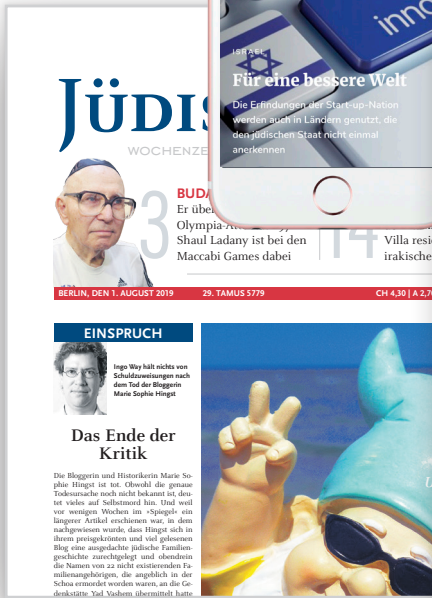 inno
ISRAEL
Für eine bessere Welt
Die Erfindungen der Start-up-Nation
werden auch in Ländern genutzt, die
den jüdischen Staat nicht einmal
anerkennen
JÜDIS
WOCHENZE
3
BUDA
Er übe
Olympia-
Shaul Ladany ist bei den
Maccabi Games dabei
14
Villa resi
irakische
BERLIN, DEN 1. AUGUST 2019 29. TAMUS 5779 CH 4,30 | A 2,70
EINSPRUCH
Ingo Way hält nichts von
Schuldzuweisungen nach
dem Tod der Bloggerin
Marie Sophie Hingst
Das Ende der
Kritik
Die Bloggerin und Historikerin Marie So-
phie Hingst ist tot. Obwohl die genaue
Todesursache noch nicht bekannt ist, deu-
tet vieles auf Selbstmord hin. Und weil
vor wenigen Wochen im »Spiegel« ein
längerer Artikel erschienen war, in dem
nachgewiesen wurde, dass Hingst sich in
ihrem preisgekrönten und viel gelesenen
Blog eine ausgedachte jüdische Familien-
geschichte zurechtgelegt und obendrein
die Namen von 22 nicht existierenden Fa-
milienangehörigen, die angeblich in der
Schoa ermordet worden waren, an die Ge-
denkstätte Yad Vashem übermittelt hatte